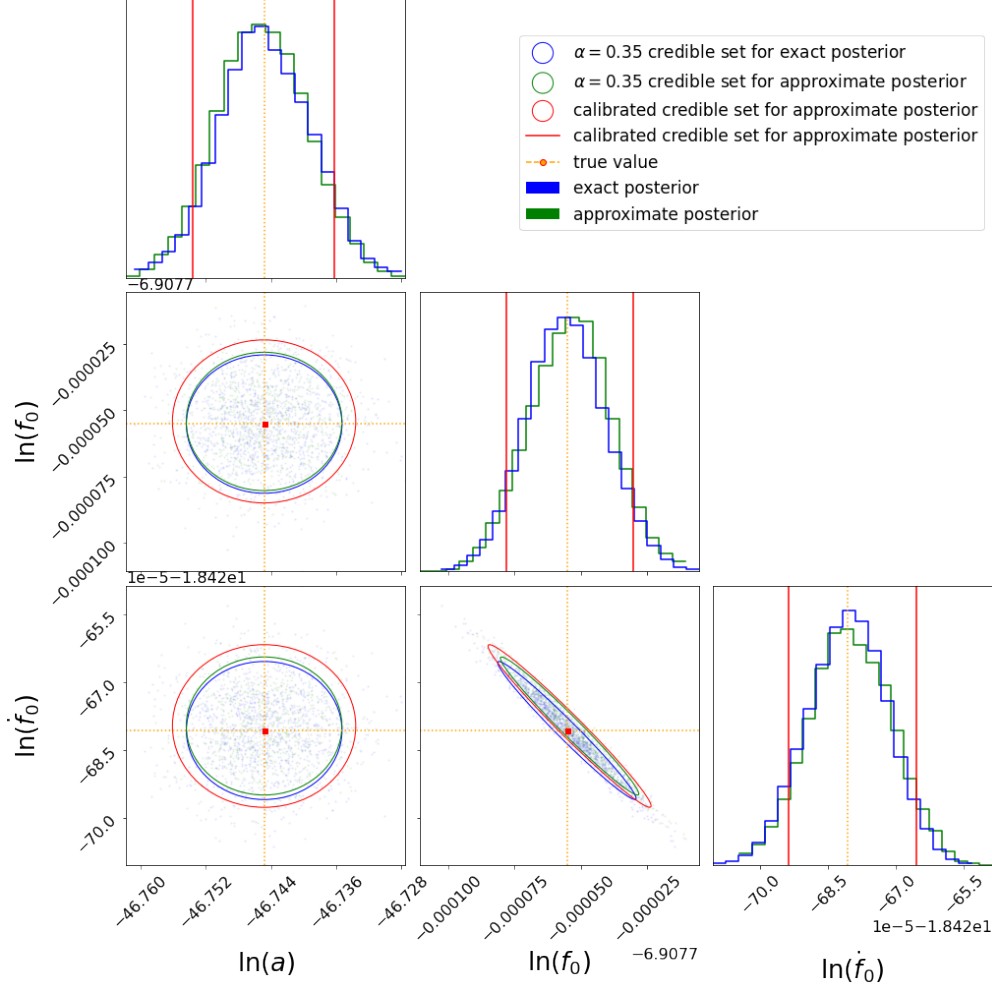 α = 0.35 credible set for exact posterior
α = 0.35 credible set for approximate posterior
calibrated credible set for approximate posterior
calibrated credible set for approximate posterior
true value
exact posterior
approximate posterior
−6.9077
ln(f₀)
−0.000025
−0.000050
−0.000075
−0.000100
1e−5−1.842e1
ln(ḟ₀)
−65.5
−67.0
−68.5
−70.0
−46.760
−46.752
−46.744
−46.736
−46.728
ln(a)
−0.000100
−0.000075
−0.000050
−0.000025
−6.9077
ln(f₀)
−70.0
−68.5
−67.0
−65.5
1e−5−1.842e1
ln(ḟ₀)